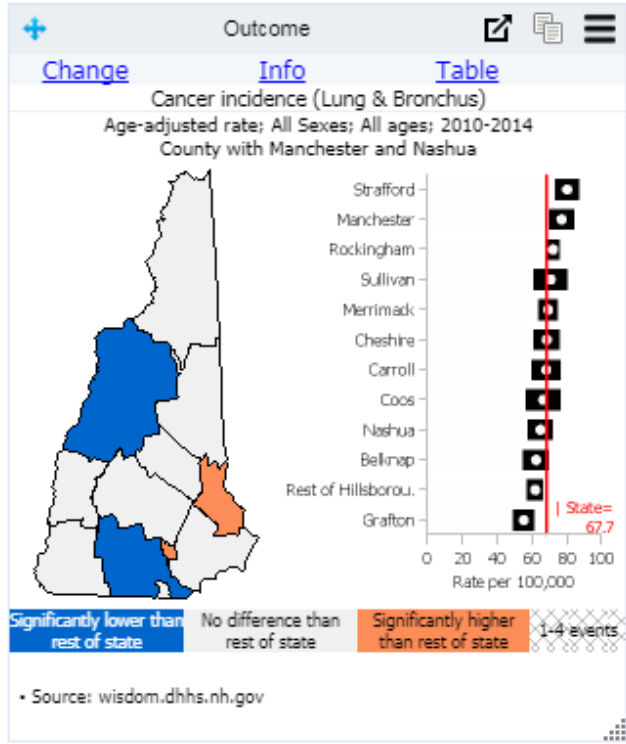 Outcome
Change Info Table
Cancer incidence (Lung & Bronchus)
Age-adjusted rate; All Sexes; All ages; 2010-2014
County with Manchester and Nashua
Strafford
Manchester
Rockingham
Sullivan
Merrimack
Cheshire
Carroll
Coos
Nashua
Belknap
Rest of Hillsborou.
Grafton
| State=
67.7
0 20 40 60 80 100
Rate per 100,000
Significantly lower than
rest of state
No difference than
rest of state
Significantly higher
than rest of state
1-4 events
• Source: wisdom.dhhs.nh.gov